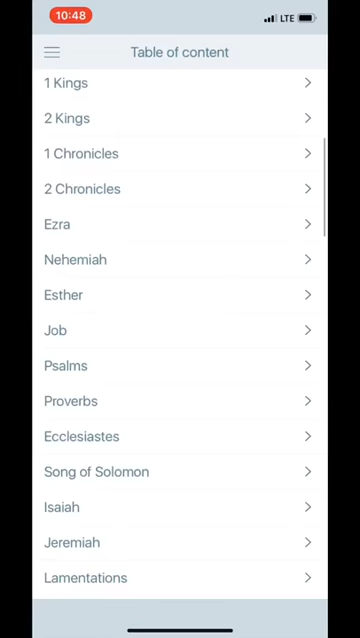 10:48
LTE
Table of content
1 Kings
2 Kings
1 Chronicles
2 Chronicles
Ezra
Nehemiah
Esther
Job
Psalms
Proverbs
Ecclesiastes
Song of Solomon
Isaiah
Jeremiah
Lamentations